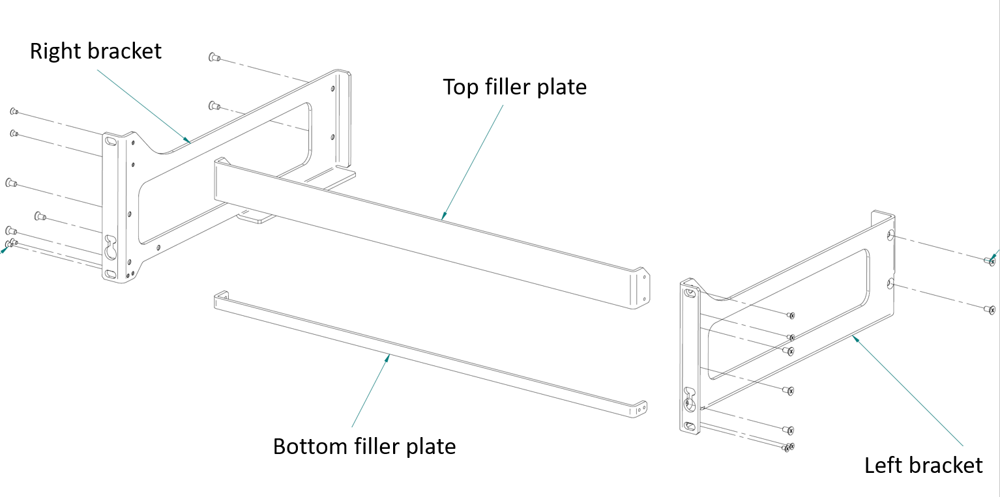 Right bracket
Top filler plate
Bottom filler plate
Left bracket